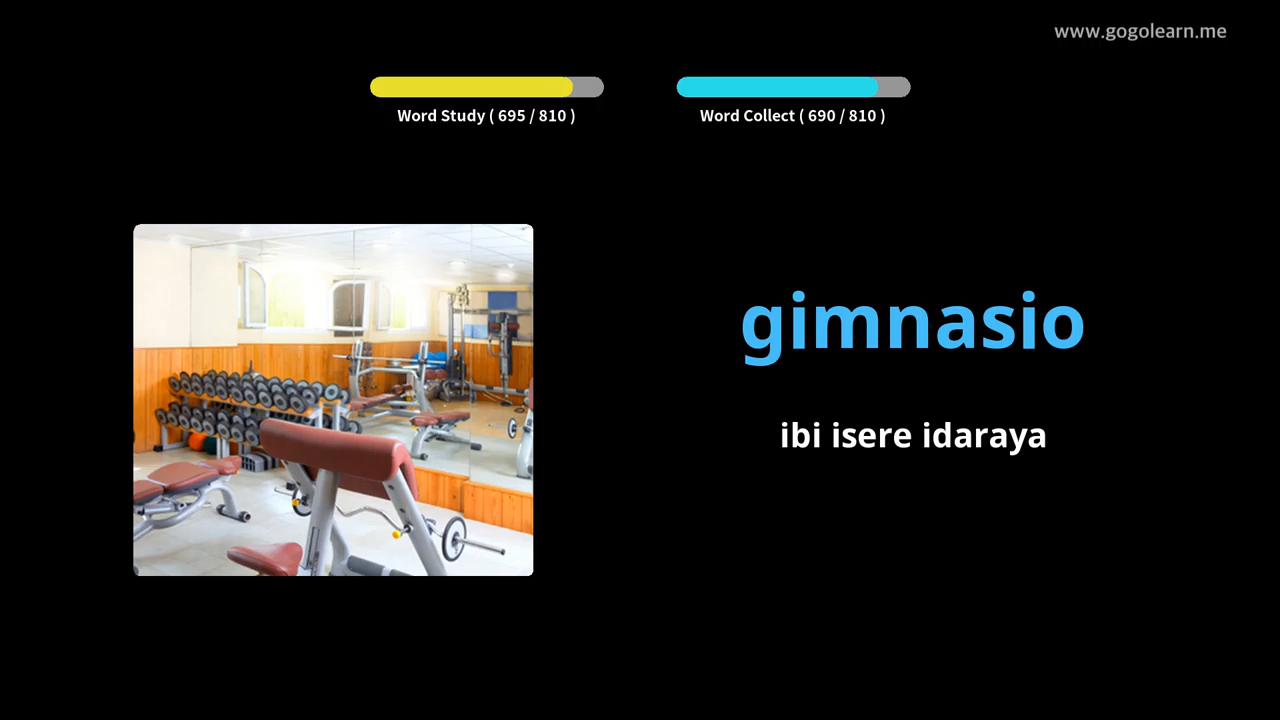 www.gogolearn.me
Word Study ( 695 / 810 )
Word Collect ( 690 / 810 )
gimnasio
ibi isere idaraya